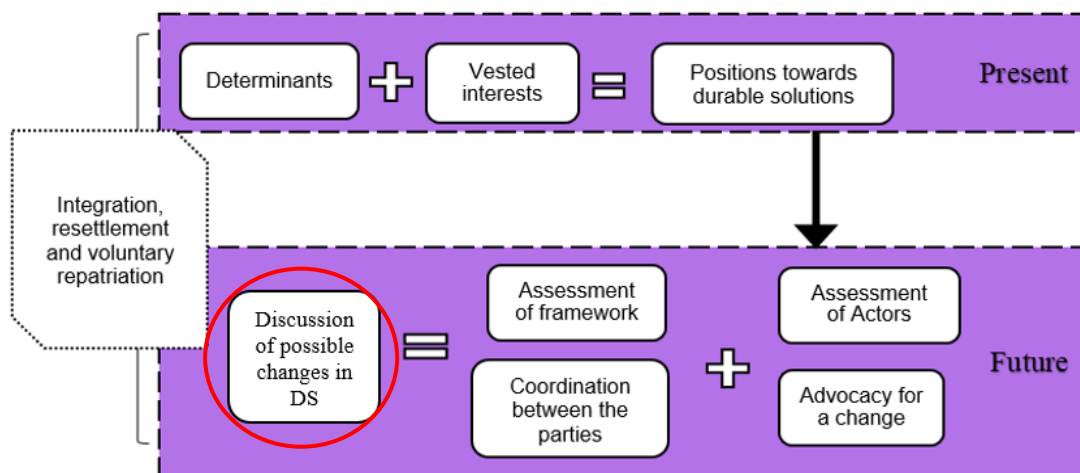 Determinants
Vested
interests
Positions towards
durable solutions
Present
Integration,
resettlement
and voluntary
repatriation
Discussion
of possible
changes in
DS
Assessment
of framework
Coordination
between the
parties
Assessment
of Actors
Advocacy for
a change
Future